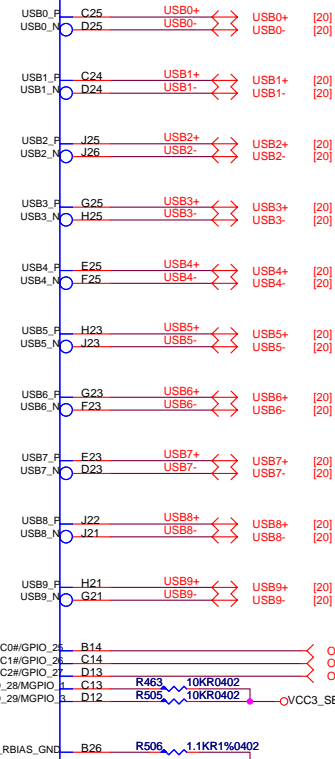 USB0_P C25 USB0+ USB0+ [20]
USB0_N D25 USB0- USB0- [20]
USB1_P C24 USB1+ USB1+ [20]
USB1_N D24 USB1- USB1- [20]
USB2_P J25 USB2+ USB2+ [20]
USB2_N J26 USB2- USB2- [20]
USB3_P G25 USB3+ USB3+ [20]
USB3_N H25 USB3- USB3- [20]
USB4_P E25 USB4+ USB4+ [20]
USB4_N F25 USB4- USB4- [20]
USB5_P H23 USB5+ USB5+ [20]
USB5_N J23 USB5- USB5- [20]
USB6_P G23 USB6+ USB6+ [20]
USB6_N F23 USB6- USB6- [20]
USB7_P E23 USB7+ USB7+ [20]
USB7_N D23 USB7- USB7- [20]
USB8_P J22 USB8+ USB8+ [20]
USB8_N J21 USB8- USB8- [20]
USB9_P H21 USB9+ USB9+ [20]
USB9_N G21 USB9- USB9- [20]
C0#/GPIO_25 B14 O
C1#/GPIO_26 C14 O
C2#/GPIO_27 D13 O
_28/MGPIO_1 C13 R463 10KR0402
_29/MGPIO_3 D12 R505 10KR0402 VCC3_SB
_RBIAS_GND B26 R506 1.1KR1%0402